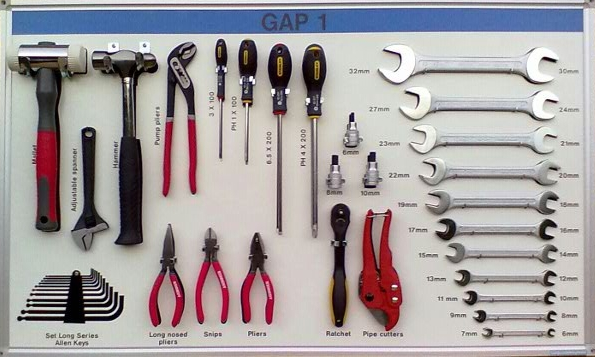 GAP 1
Mallet
Adjustable spanner
Hammer
Pump pliers
3 X 100
PH 1 X 100
6.5 X 200
PH 4 X 200
6mm
8mm
10mm
32mm 30mm
27mm 24mm
23mm 21mm
22mm 20mm
19mm 18mm
17mm 16mm
15mm 14mm
13mm 12mm
11 mm 10mm
9mm 8mm
7mm 6mm
Set Long Series
Allen Keys
Long nosed
pliers
Snips
Pliers
Ratchet
Pipe cutters